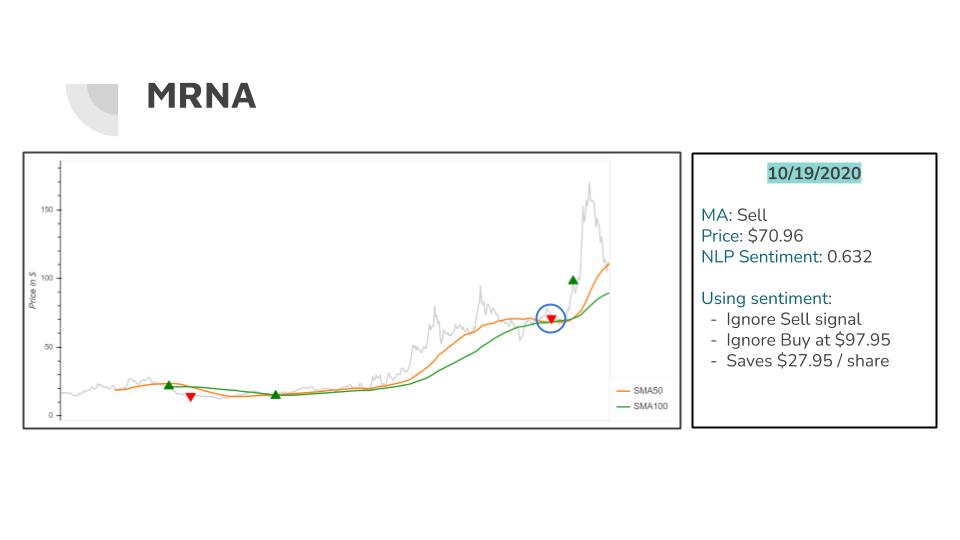 MRNA
150
100
50
0
Price in $
SMA50
SMA100
10/19/2020
MA: Sell
Price: $70.96
NLP Sentiment: 0.632
Using sentiment:
- Ignore Sell signal
- Ignore Buy at $97.95
- Saves $27.95 / share